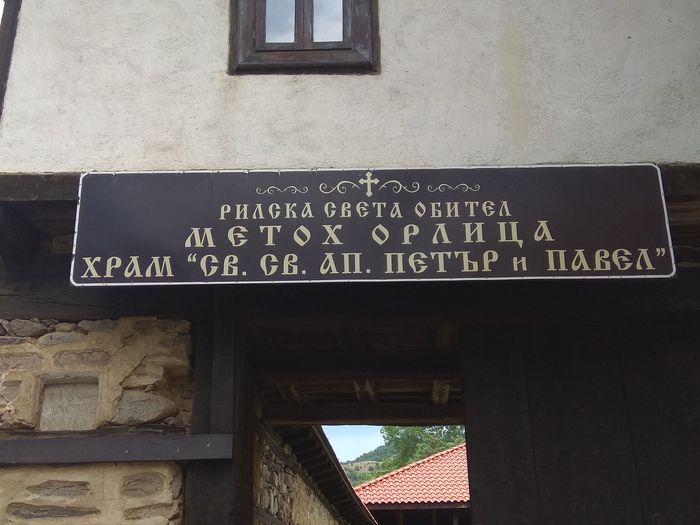 РИЛСКА СВЕТА ОБИТЕЛ
МЕТОХ ОРЛИЦА
ХРАМ "СВ. СВ. АП. ПЕТЪР и ПАВЕЛ"